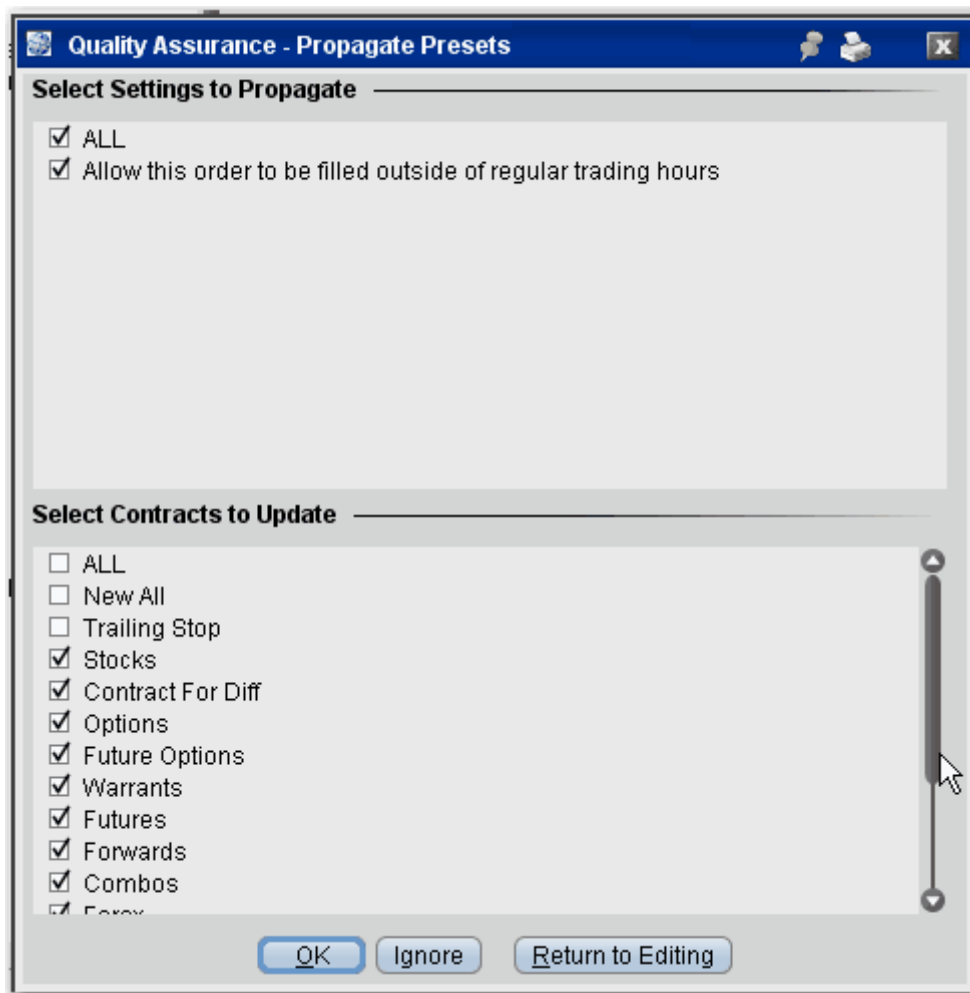 Quality Assurance - Propagate Presets
Select Settings to Propagate
ALL
Allow this order to be filled outside of regular trading hours
Select Contracts to Update
ALL
New All
Trailing Stop
Stocks
Contract For Diff
Options
Future Options
Warrants
Futures
Forwards
Combos
Forex
OK Ignore Return to Editing